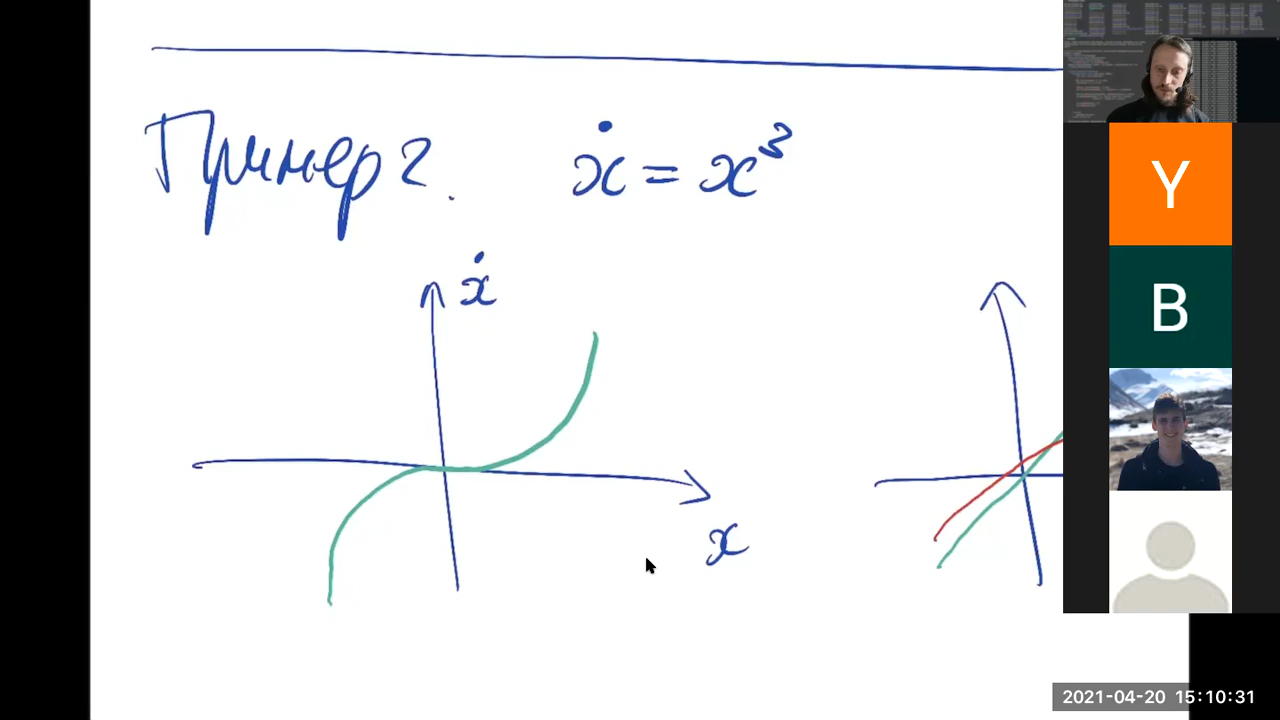 Пример 2. ẋ = x³
ẋ
x
Y
B
2021-04-20 15:10:31